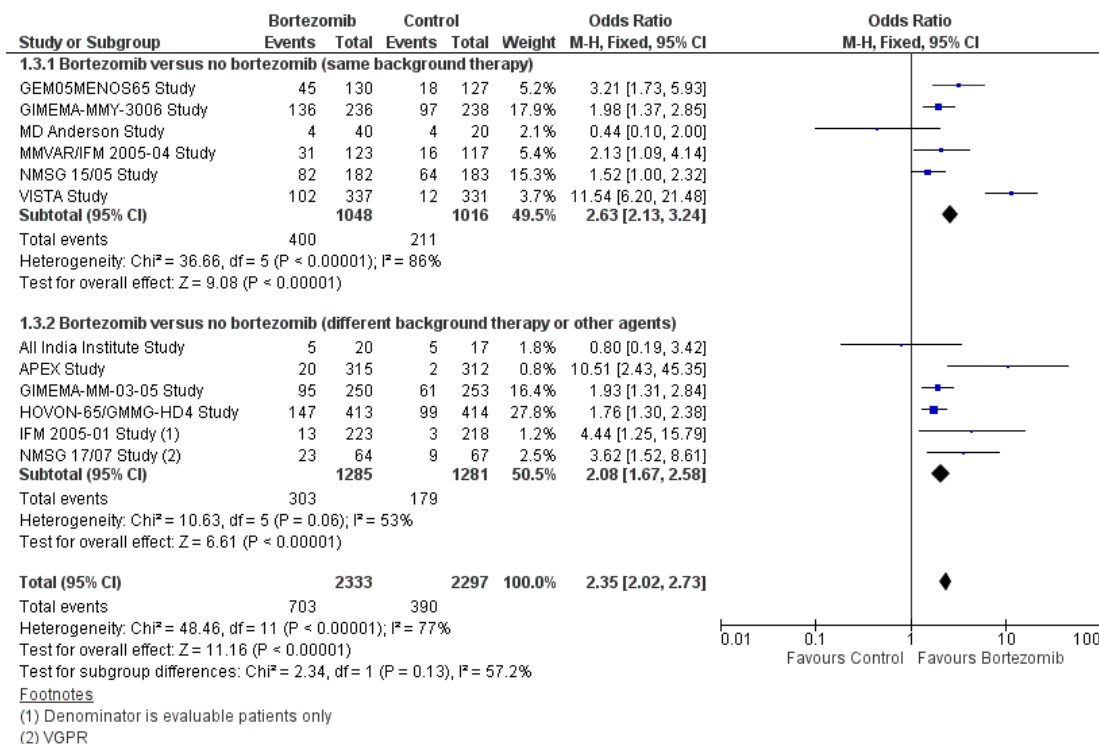 Bortezomib Control Odds Ratio Odds Ratio
Study or Subgroup Events Total Events Total Weight M-H, Fixed, 95% CI M-H, Fixed, 95% CI
1.3.1 Bortezomib versus no bortezomib (same background therapy)
GEM05MENOS65 Study 45 130 18 127 5.2% 3.21 [1.73, 5.93]
GIMEMA-MMY-3006 Study 136 236 97 238 17.9% 1.98 [1.37, 2.85]
MD Anderson Study 4 40 4 20 2.1% 0.44 [0.10, 2.00]
MMVAR/IFM 2005-04 Study 31 123 16 117 5.4% 2.13 [1.09, 4.14]
NMSG 15/05 Study 82 182 64 183 15.3% 1.52 [1.00, 2.32]
VISTA Study 102 337 12 331 3.7% 11.54 [6.20, 21.48]
Subtotal (95% CI) 1048 1016 49.5% 2.63 [2.13, 3.24]
Total events 400 211
Heterogeneity: Chi² = 36.66, df = 5 (P < 0.00001); I² = 86%
Test for overall effect: Z = 9.08 (P < 0.00001)
1.3.2 Bortezomib versus no bortezomib (different background therapy or other agents)
All India Institute Study 5 20 5 17 1.8% 0.80 [0.19, 3.42]
APEX Study 20 315 2 312 0.8% 10.51 [2.43, 45.35]
GIMEMA-MM-03-05 Study 95 250 61 253 16.4% 1.93 [1.31, 2.84]
HOVON-65/GMMG-HD4 Study 147 413 99 414 27.8% 1.76 [1.30, 2.38]
IFM 2005-01 Study (1) 13 223 3 218 1.2% 4.44 [1.25, 15.79]
NMSG 17/07 Study (2) 23 64 9 67 2.5% 3.62 [1.52, 8.61]
Subtotal (95% CI) 1285 1281 50.5% 2.08 [1.67, 2.58]
Total events 303 179
Heterogeneity: Chi² = 10.63, df = 5 (P = 0.06); I² = 53%
Test for overall effect: Z = 6.61 (P < 0.00001)
Total (95% CI) 2333 2297 100.0% 2.35 [2.02, 2.73]
Total events 703 390
Heterogeneity: Chi² = 48.46, df = 11 (P < 0.00001); I² = 77%
Test for overall effect: Z = 11.16 (P < 0.00001)
Test for subgroup differences: Chi² = 2.34, df = 1 (P = 0.13), I² = 57.2%
0.01 0.1 1 10 100
Favours Control Favours Bortezomib
Footnotes
(1) Denominator is evaluable patients only
(2) VGPR